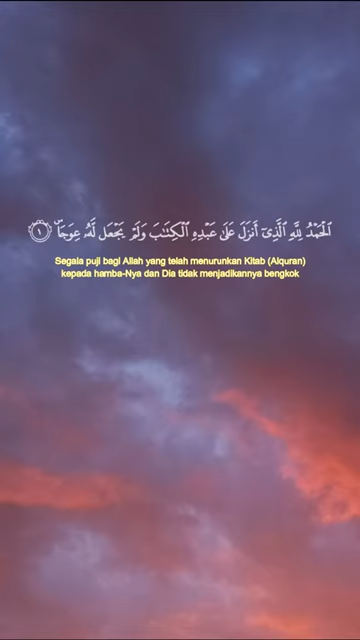 ٱلْحَمْدُ لِلَّهِ ٱلَّذِىٓ أَنزَلَ عَلَىٰ عَبْدِهِ ٱلْكِتَـٰبَ وَلَمْ يَجْعَل لَّهُۥ عِوَجَاۜ ١
Segala puji bagi Allah yang telah menurunkan Kitab (Alquran)
kepada hamba-Nya dan Dia tidak menjadikannya bengkok